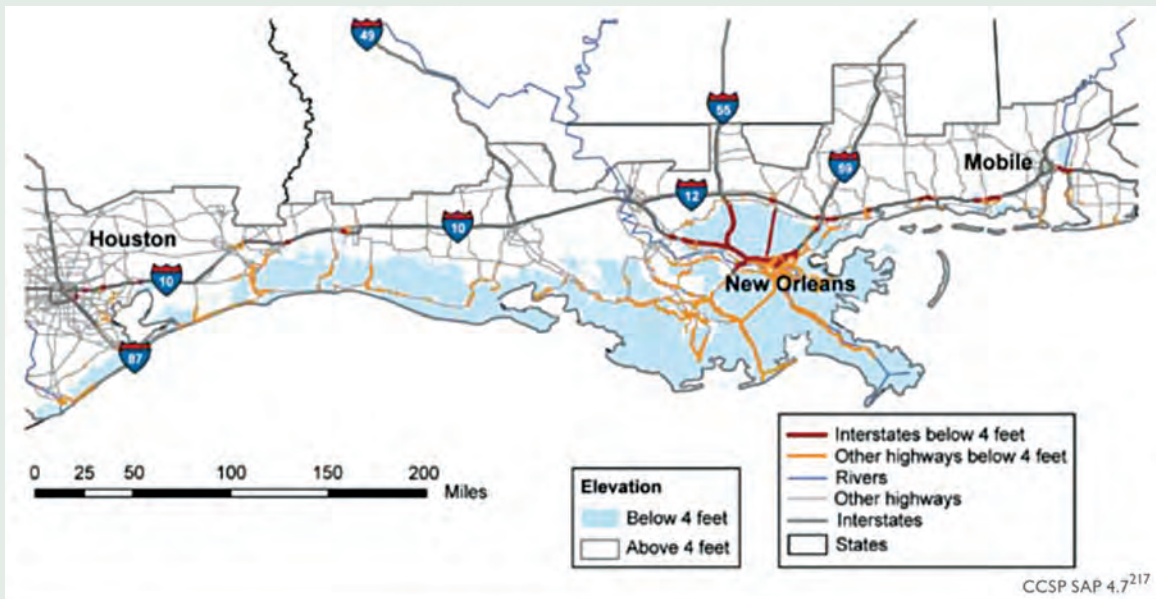 49
55
59
Mobile
12
10
Houston
10
New Orleans
87
0 25 50 100 150 200
Miles
Elevation
Below 4 feet
Above 4 feet
Interstates below 4 feet
Other highways below 4 feet
Rivers
Other highways
Interstates
States
CCSP SAP 4.7217